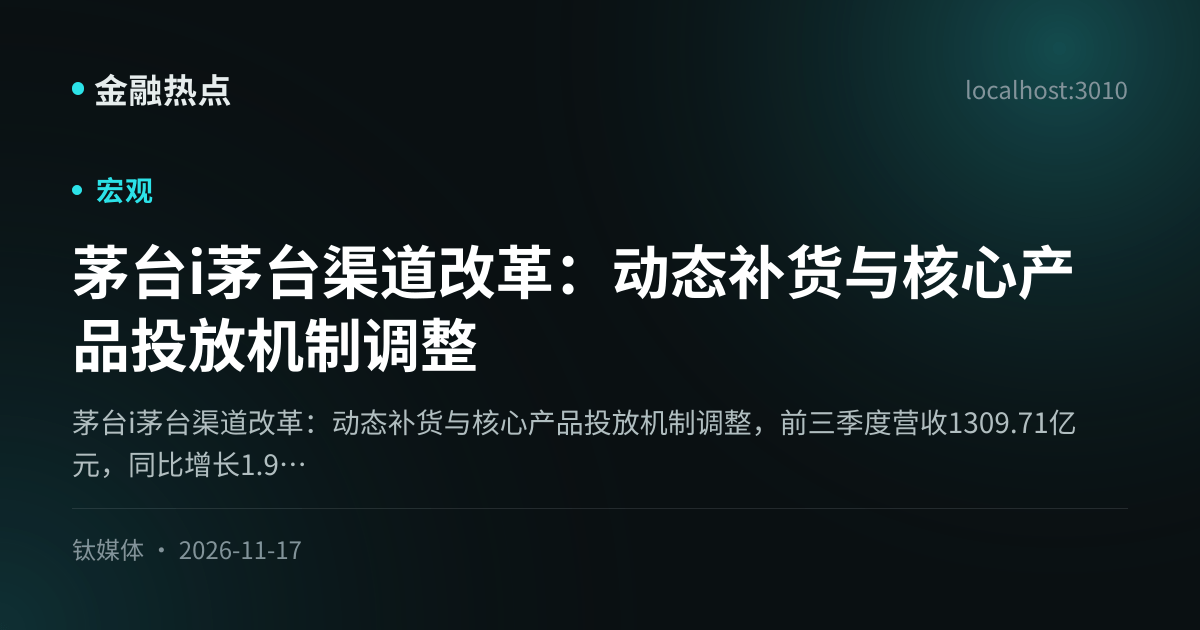 金融热点
localhost:3010
宏观
茅台i茅台渠道改革：动态补货与核心产
品投放机制调整
茅台i茅台渠道改革：动态补货与核心产品投放机制调整，前三季度营收1309.71亿
元，同比增长1.9…
钛媒体 · 2026-11-17